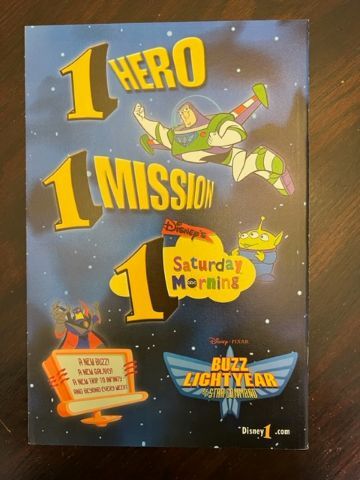 1 HERO
1 MISSION
DISNEY'S
1 Saturday
Morning
abc
A NEW BUZZ!
A NEW GALAXY!
A NEW TRIP TO INFINITY
AND BEYOND EVERY WEEK!
Disney · PIXAR
BUZZ
LIGHTYEAR
OF STAR COMMAND
Disney1.com